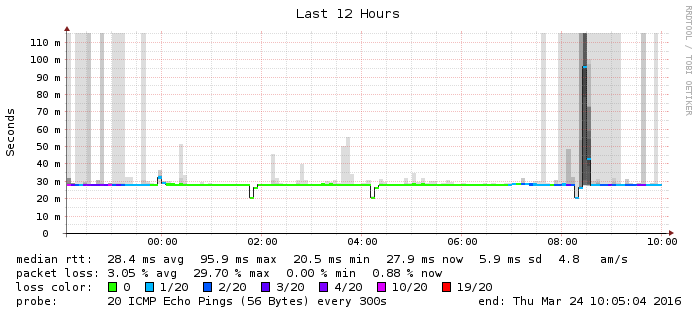 Last 12 Hours
RRDTOOL / TOBI OETIKER
Seconds
110 m
100 m
90 m
80 m
70 m
60 m
50 m
40 m
30 m
20 m
10 m
0
00:00 02:00 04:00 06:00 08:00 10:00
median rtt: 28.4 ms avg 95.9 ms max 20.5 ms min 27.9 ms now 5.9 ms sd 4.8 am/s
packet loss: 3.05 % avg 29.70 % max 0.00 % min 0.88 % now
loss color: 0 1/20 2/20 3/20 4/20 10/20 19/20
probe: 20 ICMP Echo Pings (56 Bytes) every 300s end: Thu Mar 24 10:05:04 2016